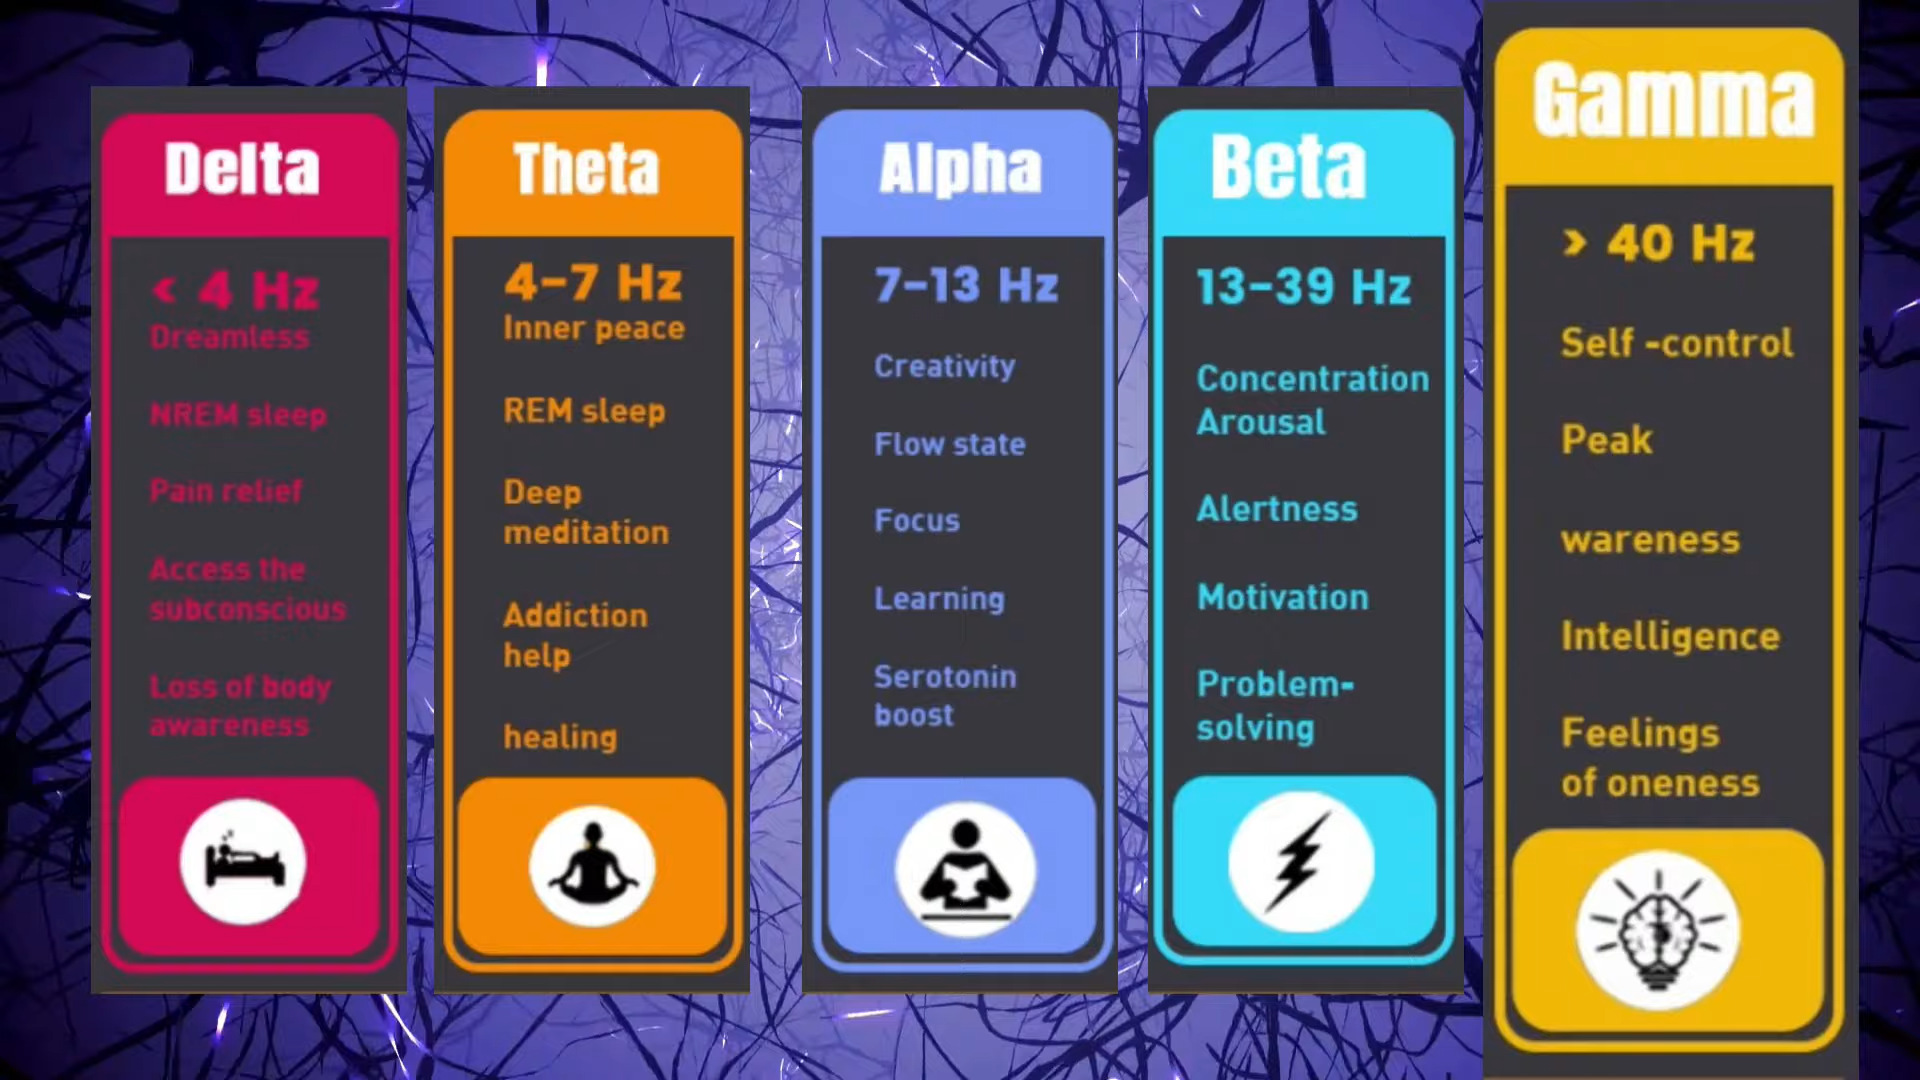 Delta
< 4 Hz
Dreamless
NREM sleep
Pain relief
Access the
subconscious
Loss of body
awareness
Theta
4-7 Hz
Inner peace
REM sleep
Deep
meditation
Addiction
help
healing
Alpha
7-13 Hz
Creativity
Flow state
Focus
Learning
Serotonin
boost
Beta
13-39 Hz
Concentration
Arousal
Alertness
Motivation
Problem-
solving
Gamma
> 40 Hz
Self -control
Peak
wareness
Intelligence
Feelings
of oneness